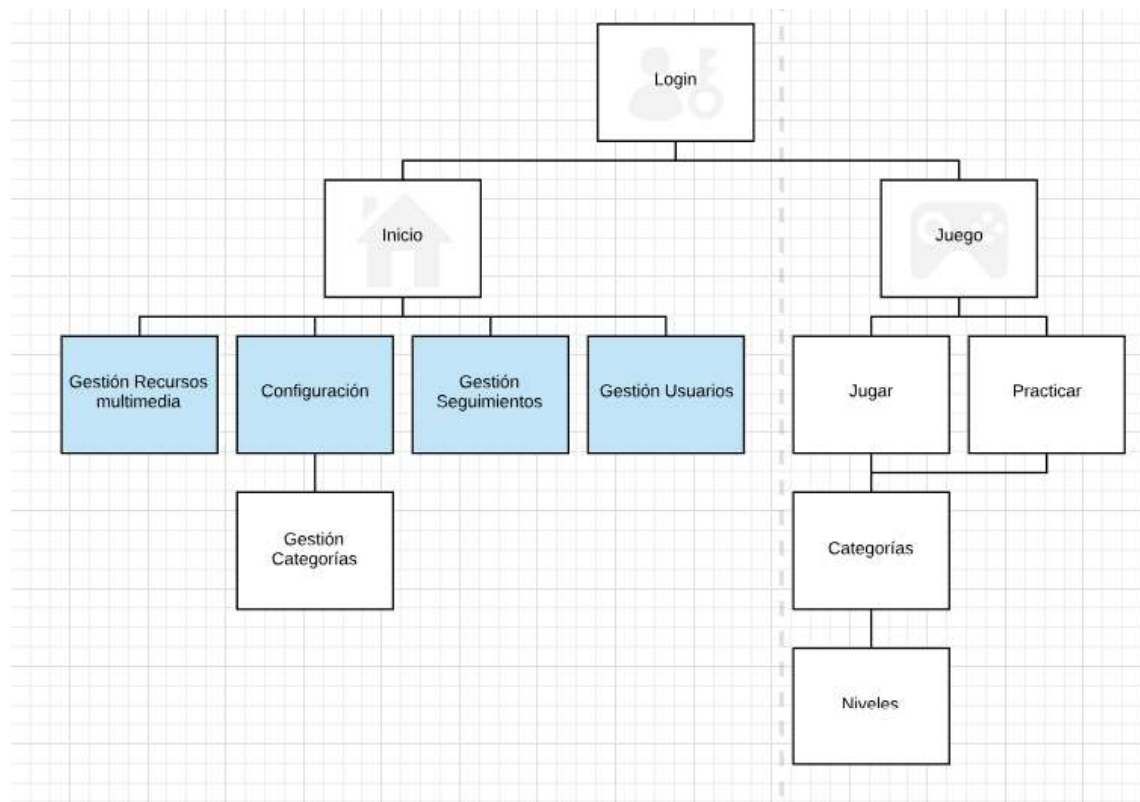 Login
Inicio
Juego
Gestión Recursos
multimedia
Configuración
Gestión
Seguimientos
Gestión Usuarios
Jugar
Practicar
Gestión
Categorías
Categorías
Niveles